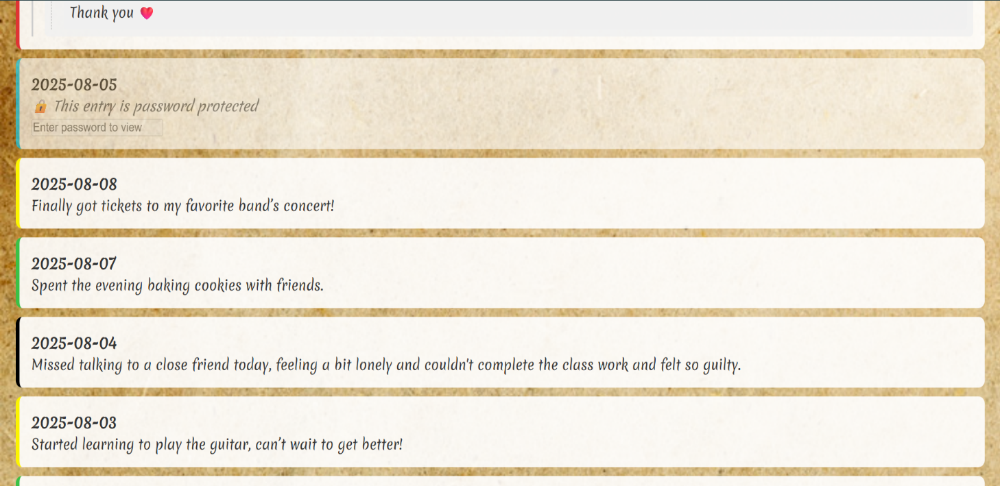 Thank you ❤️
2025-08-05
🔒 This entry is password protected
Enter password to view
2025-08-08
Finally got tickets to my favorite band’s concert!
2025-08-07
Spent the evening baking cookies with friends.
2025-08-04
Missed talking to a close friend today, feeling a bit lonely and couldn't complete the class work and felt so guilty.
2025-08-03
Started learning to play the guitar, can’t wait to get better!